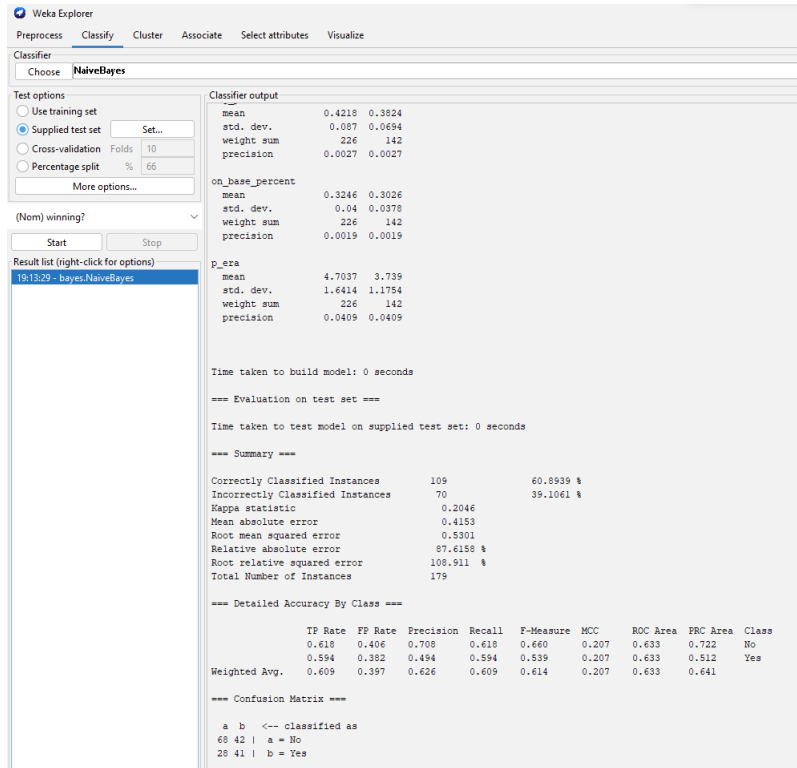 Weka Explorer
Preprocess Classify Cluster Associate Select attributes Visualize
Classifier
Choose NaiveBayes
Test options
Use training set
Supplied test set Set...
Cross-validation Folds 10
Percentage split % 66
More options...
(Nom) winning?
Start Stop
Result list (right-click for options)
19:13:29 - bayes.NaiveBayes
Classifier output
mean 0.4218 0.3824
std. dev. 0.087 0.0694
weight sum 226 142
precision 0.0027 0.0027
on_base_percent
mean 0.3246 0.3026
std. dev. 0.04 0.0378
weight sum 226 142
precision 0.0019 0.0019
p_era
mean 4.7037 3.739
std. dev. 1.6414 1.1754
weight sum 226 142
precision 0.0409 0.0409
Time taken to build model: 0 seconds
=== Evaluation on test set ===
Time taken to test model on supplied test set: 0 seconds
=== Summary ===
Correctly Classified Instances 109 60.8939 %
Incorrectly Classified Instances 70 39.1061 %
Kappa statistic 0.2046
Mean absolute error 0.4153
Root mean squared error 0.5301
Relative absolute error 87.6158 %
Root relative squared error 108.911 %
Total Number of Instances 179
=== Detailed Accuracy By Class ===
TP Rate FP Rate Precision Recall F-Measure MCC ROC Area PRC Area Class
0.618 0.406 0.708 0.618 0.660 0.207 0.633 0.722 No
0.594 0.382 0.494 0.594 0.539 0.207 0.633 0.512 Yes
Weighted Avg. 0.609 0.397 0.626 0.609 0.614 0.207 0.633 0.641
=== Confusion Matrix ===
a b <-- classified as
68 42 | a = No
28 41 | b = Yes